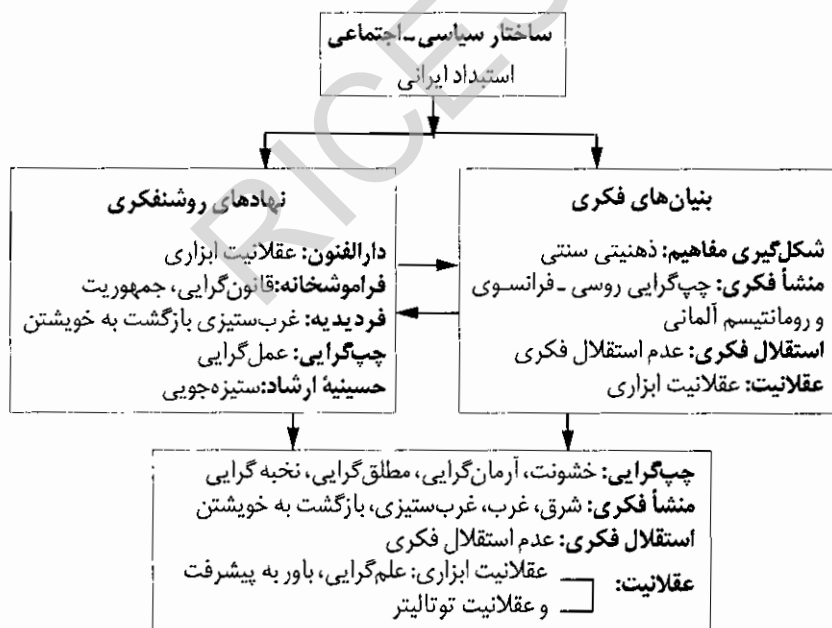 ساختار سیاسی_اجتماعی
استبداد ایرانی
بنیان‌های فکری
شکل‌گیری مفاهیم: ذهنیتی سنتی
منشأ فکری: چپ‌گرایی روسی _ فرانسوی
و رومانتیسم آلمانی
استقلال فکری: عدم استقلال فکری
عقلانیت: عقلانیت ابزاری
نهادهای روشنفکری
دارالفنون: عقلانیت ابزاری
فراموشخانه: قانون‌گرایی، جمهوریت
فردیدیه: غرب‌ستیزی بازگشت به خویشتن
چپ‌گرایی: عمل‌گرایی
حسینیهٔ ارشاد: ستیزه‌جویی
چپ‌گرایی: خشونت، آرمان‌گرایی، مطلق‌گرایی، نخبه گرایی
منشأ فکری: شرق، غرب، غرب‌ستیزی، بازگشت به خویشتن
استقلال فکری: عدم استقلال فکری
عقلانیت: عقلانیت ابزاری: علم‌گرایی، باور به پیشرفت
و عقلانیت توتالیتر